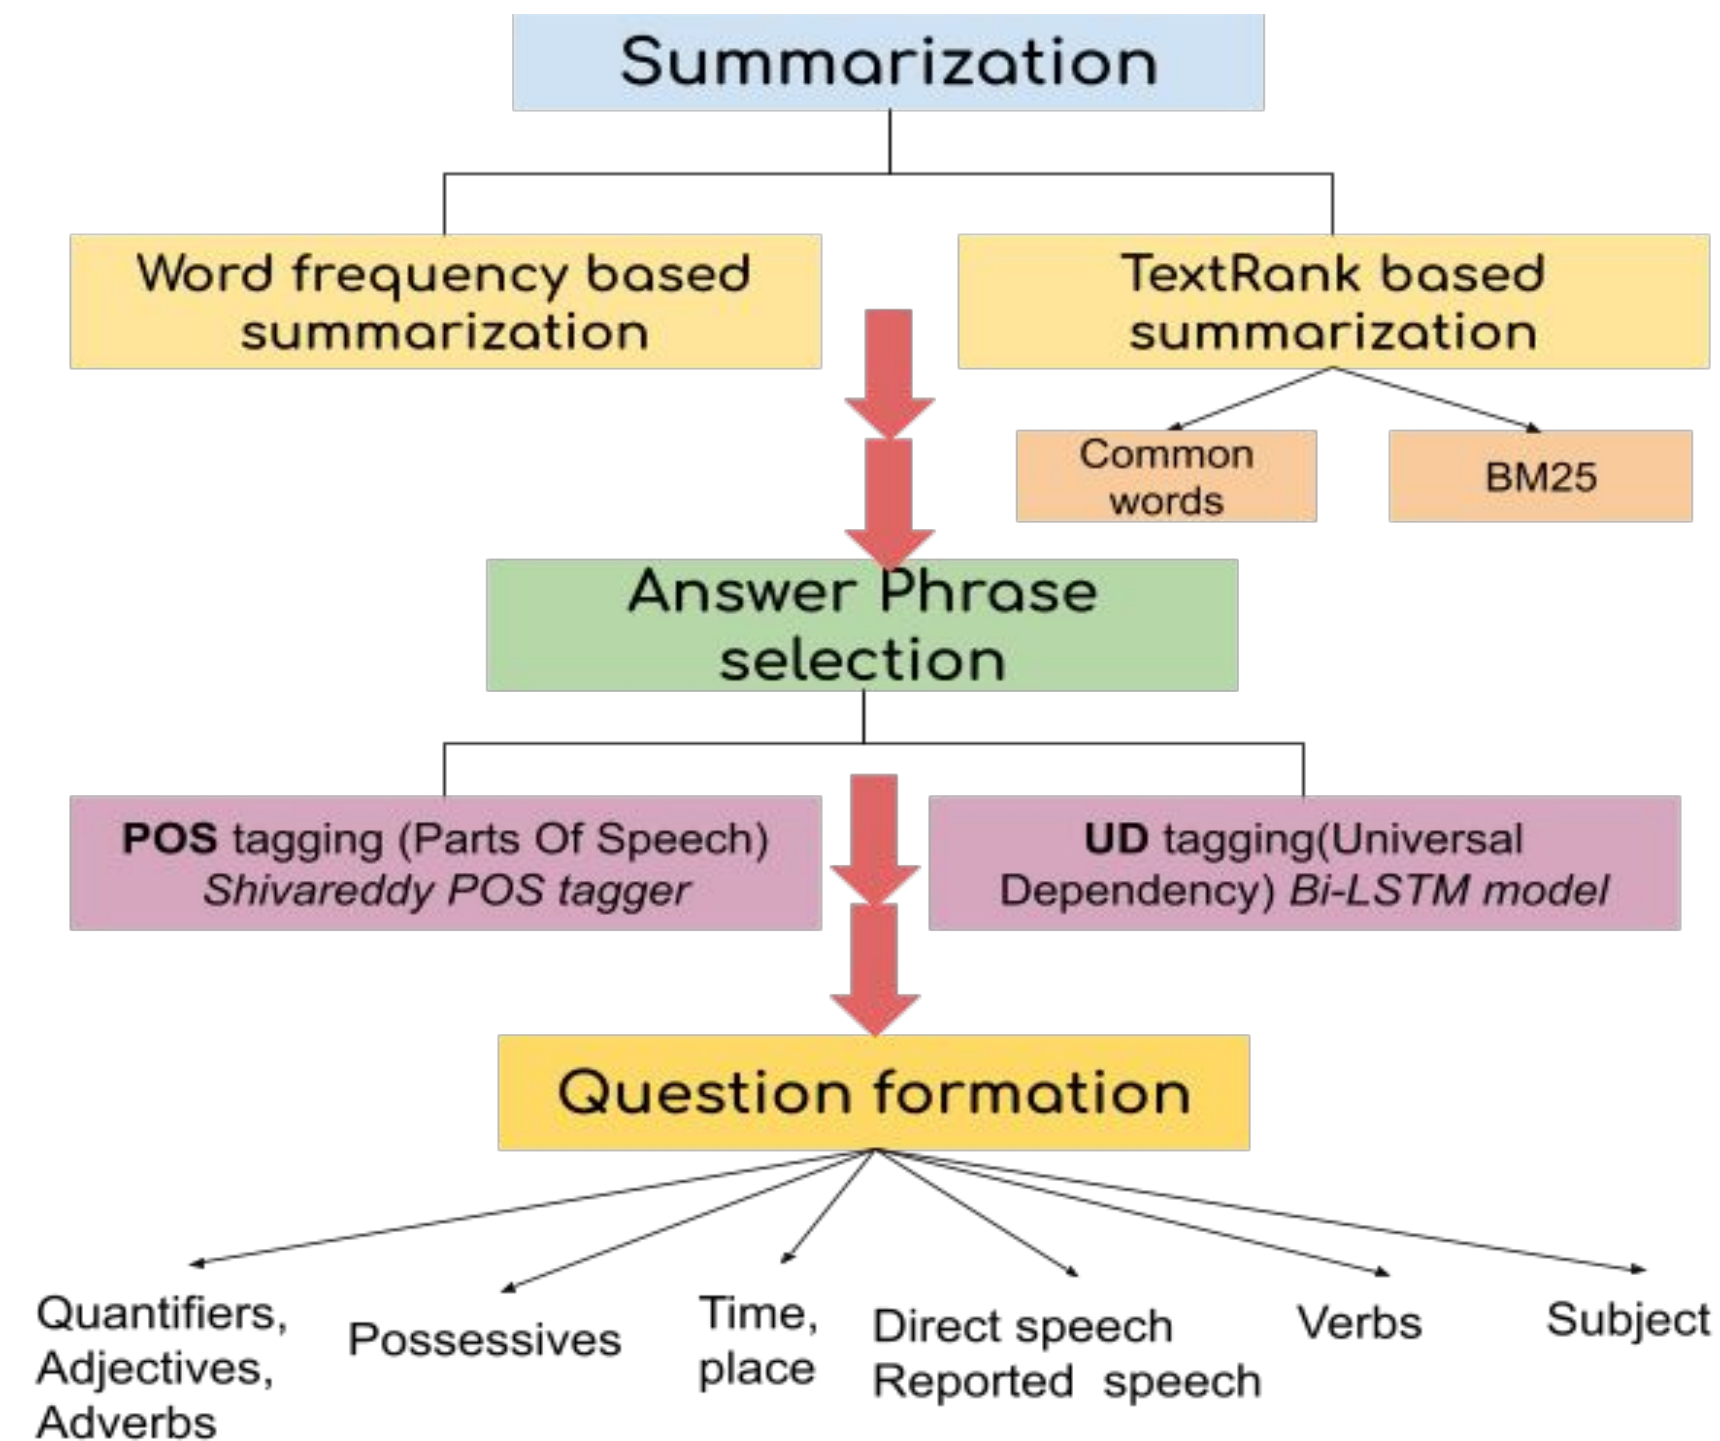 Summarization
Word frequency based
summarization
TextRank based
summarization
Common
words
BM25
Answer Phrase
selection
POS tagging (Parts Of Speech)
Shivareddy POS tagger
UD tagging(Universal
Dependency) Bi-LSTM model
Question formation
Quantifiers,
Adjectives,
Adverbs
Possessives
Time,
place
Direct speech
Reported  speech
Verbs
Subject